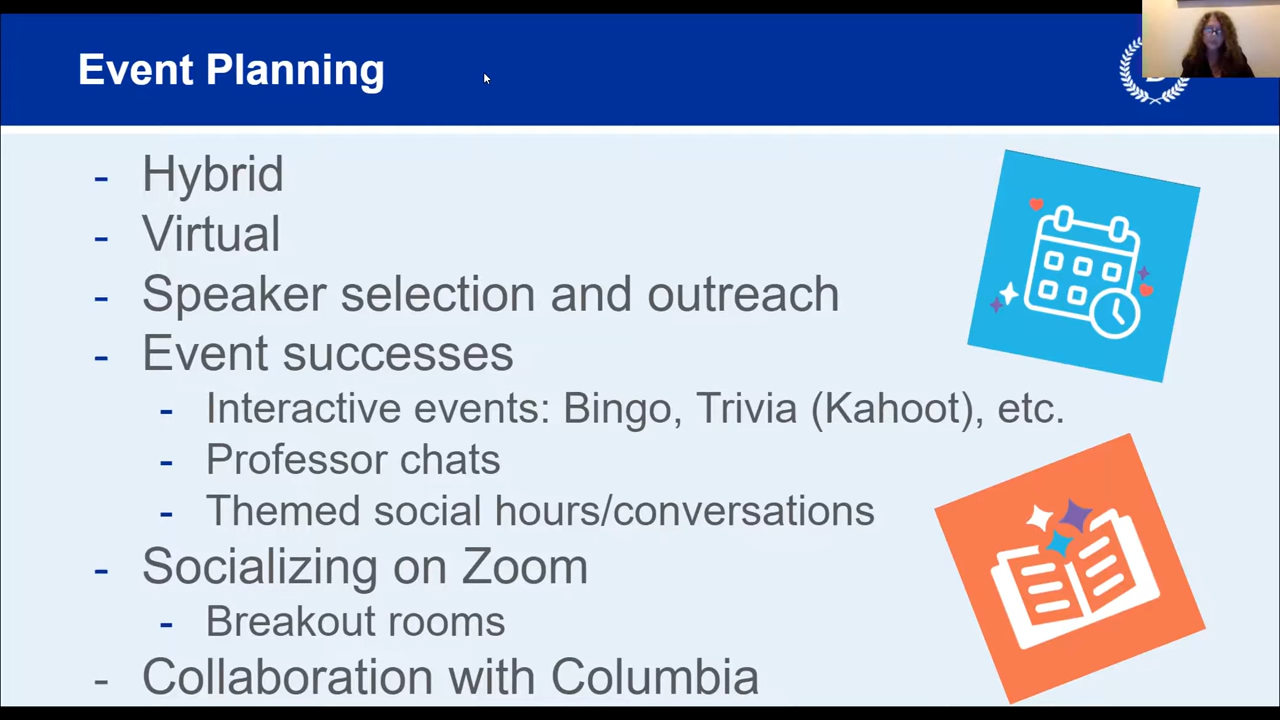 Event Planning
- Hybrid
- Virtual
- Speaker selection and outreach
- Event successes
- Interactive events: Bingo, Trivia (Kahoot), etc.
- Professor chats
- Themed social hours/conversations
- Socializing on Zoom
- Breakout rooms
- Collaboration with Columbia